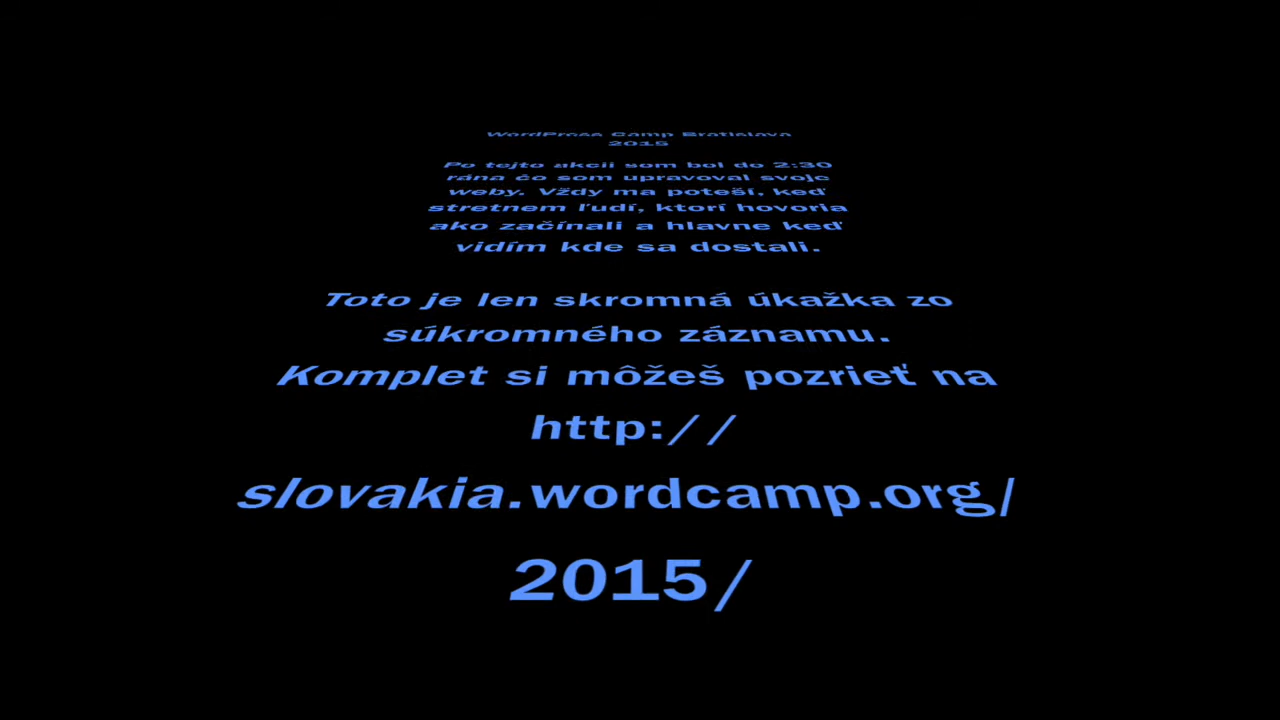 WordPress Camp Bratislava
2015
Po tejto akcii som bol do 2:30
rána čo som upravoval svoje
weby. Vždy ma poteší, keď
stretnem ľudí, ktorí hovoria
ako začínali a hlavne keď
vidím kde sa dostali.
Toto je len skromná úkažka zo
súkromného záznamu.
Komplet si môžeš pozrieť na
http://
slovakia.wordcamp.org/
2015/